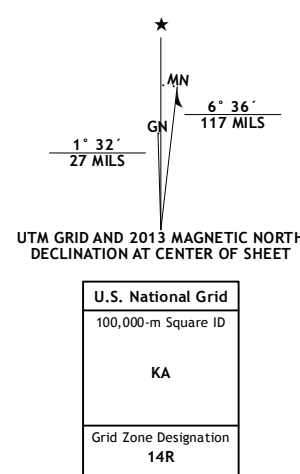 MN
GN
6° 36´
117 MILS
1° 32´
27 MILS
UTM GRID AND 2013 MAGNETIC NORTH
DECLINATION AT CENTER OF SHEET
U.S. National Grid
100,000-m Square ID
KA
Grid Zone Designation
14R